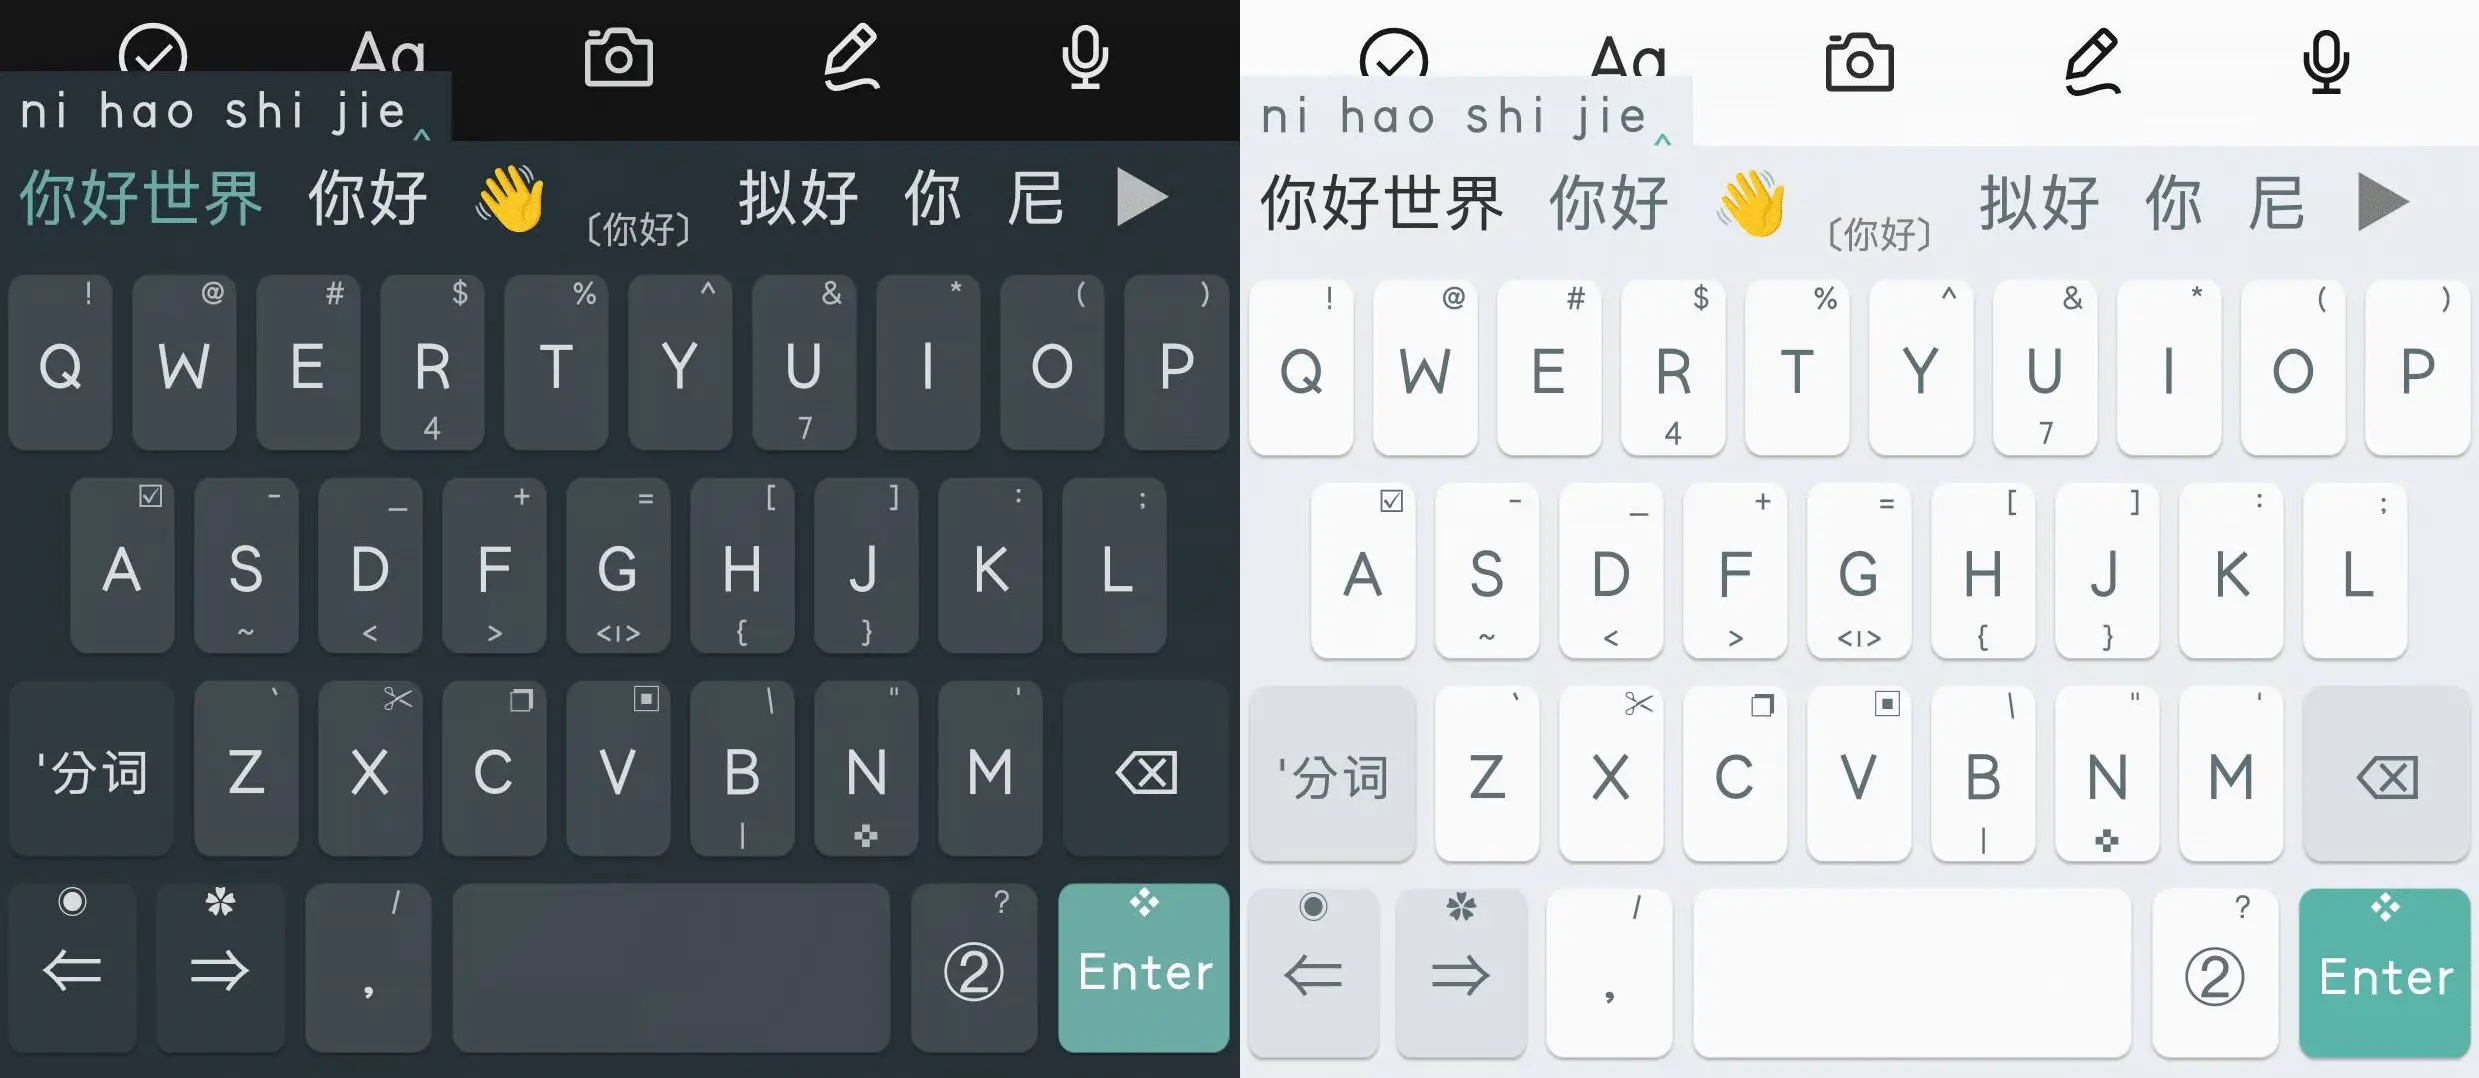 Aa
ni hao shi jie^
你好世界 你好 👋〔你好〕 拟好 你 尼 ▶
! @ # $ % ^ & * ( )
Q W E R T Y U I O P
4 7
☑ - _ + = [ ] : ;
A S D F G H J K L
~ < > <|> { }
` ✂ ❐ ▣ \ " '
'分词 Z X C V B N M ⌫
| ✣
◉ ✿ / ? ❖
⇐ ⇒ , ② Enter
Aa
ni hao shi jie^
你好世界 你好 👋〔你好〕 拟好 你 尼 ▶
! @ # $ % ^ & * ( )
Q W E R T Y U I O P
4 7
☑ - _ + = [ ] : ;
A S D F G H J K L
~ < > <|> { }
` ✂ ❐ ▣ \ " '
'分词 Z X C V B N M ⌫
| ✣
◉ ✿ / ? ❖
⇐ ⇒ , ② Enter